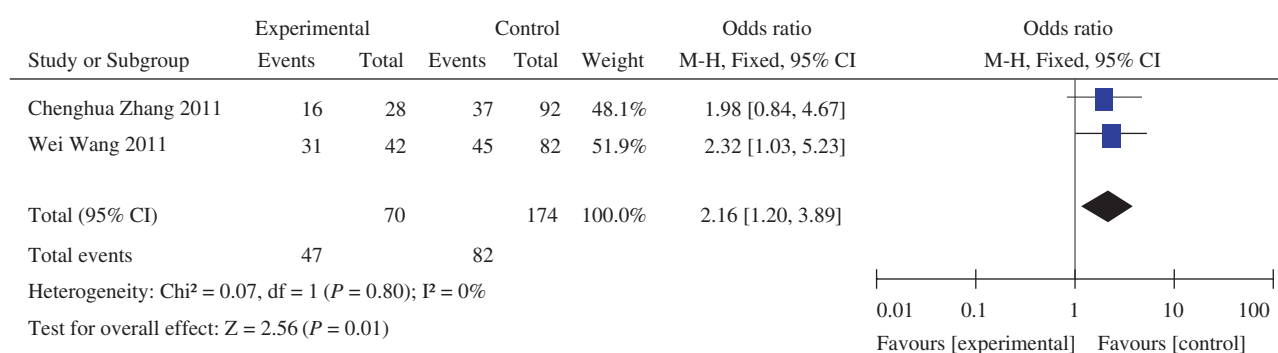 Experimental Control Odds ratio Odds ratio
Study or Subgroup Events Total Events Total Weight M-H, Fixed, 95% CI M-H, Fixed, 95% CI
Chenghua Zhang 2011 16 28 37 92 48.1% 1.98 [0.84, 4.67]
Wei Wang 2011 31 42 45 82 51.9% 2.32 [1.03, 5.23]
Total (95% CI) 70 174 100.0% 2.16 [1.20, 3.89]
Total events 47 82
Heterogeneity: Chi² = 0.07, df = 1 (P = 0.80); I² = 0%
Test for overall effect: Z = 2.56 (P = 0.01)
0.01 0.1 1 10 100
Favours [experimental] Favours [control]